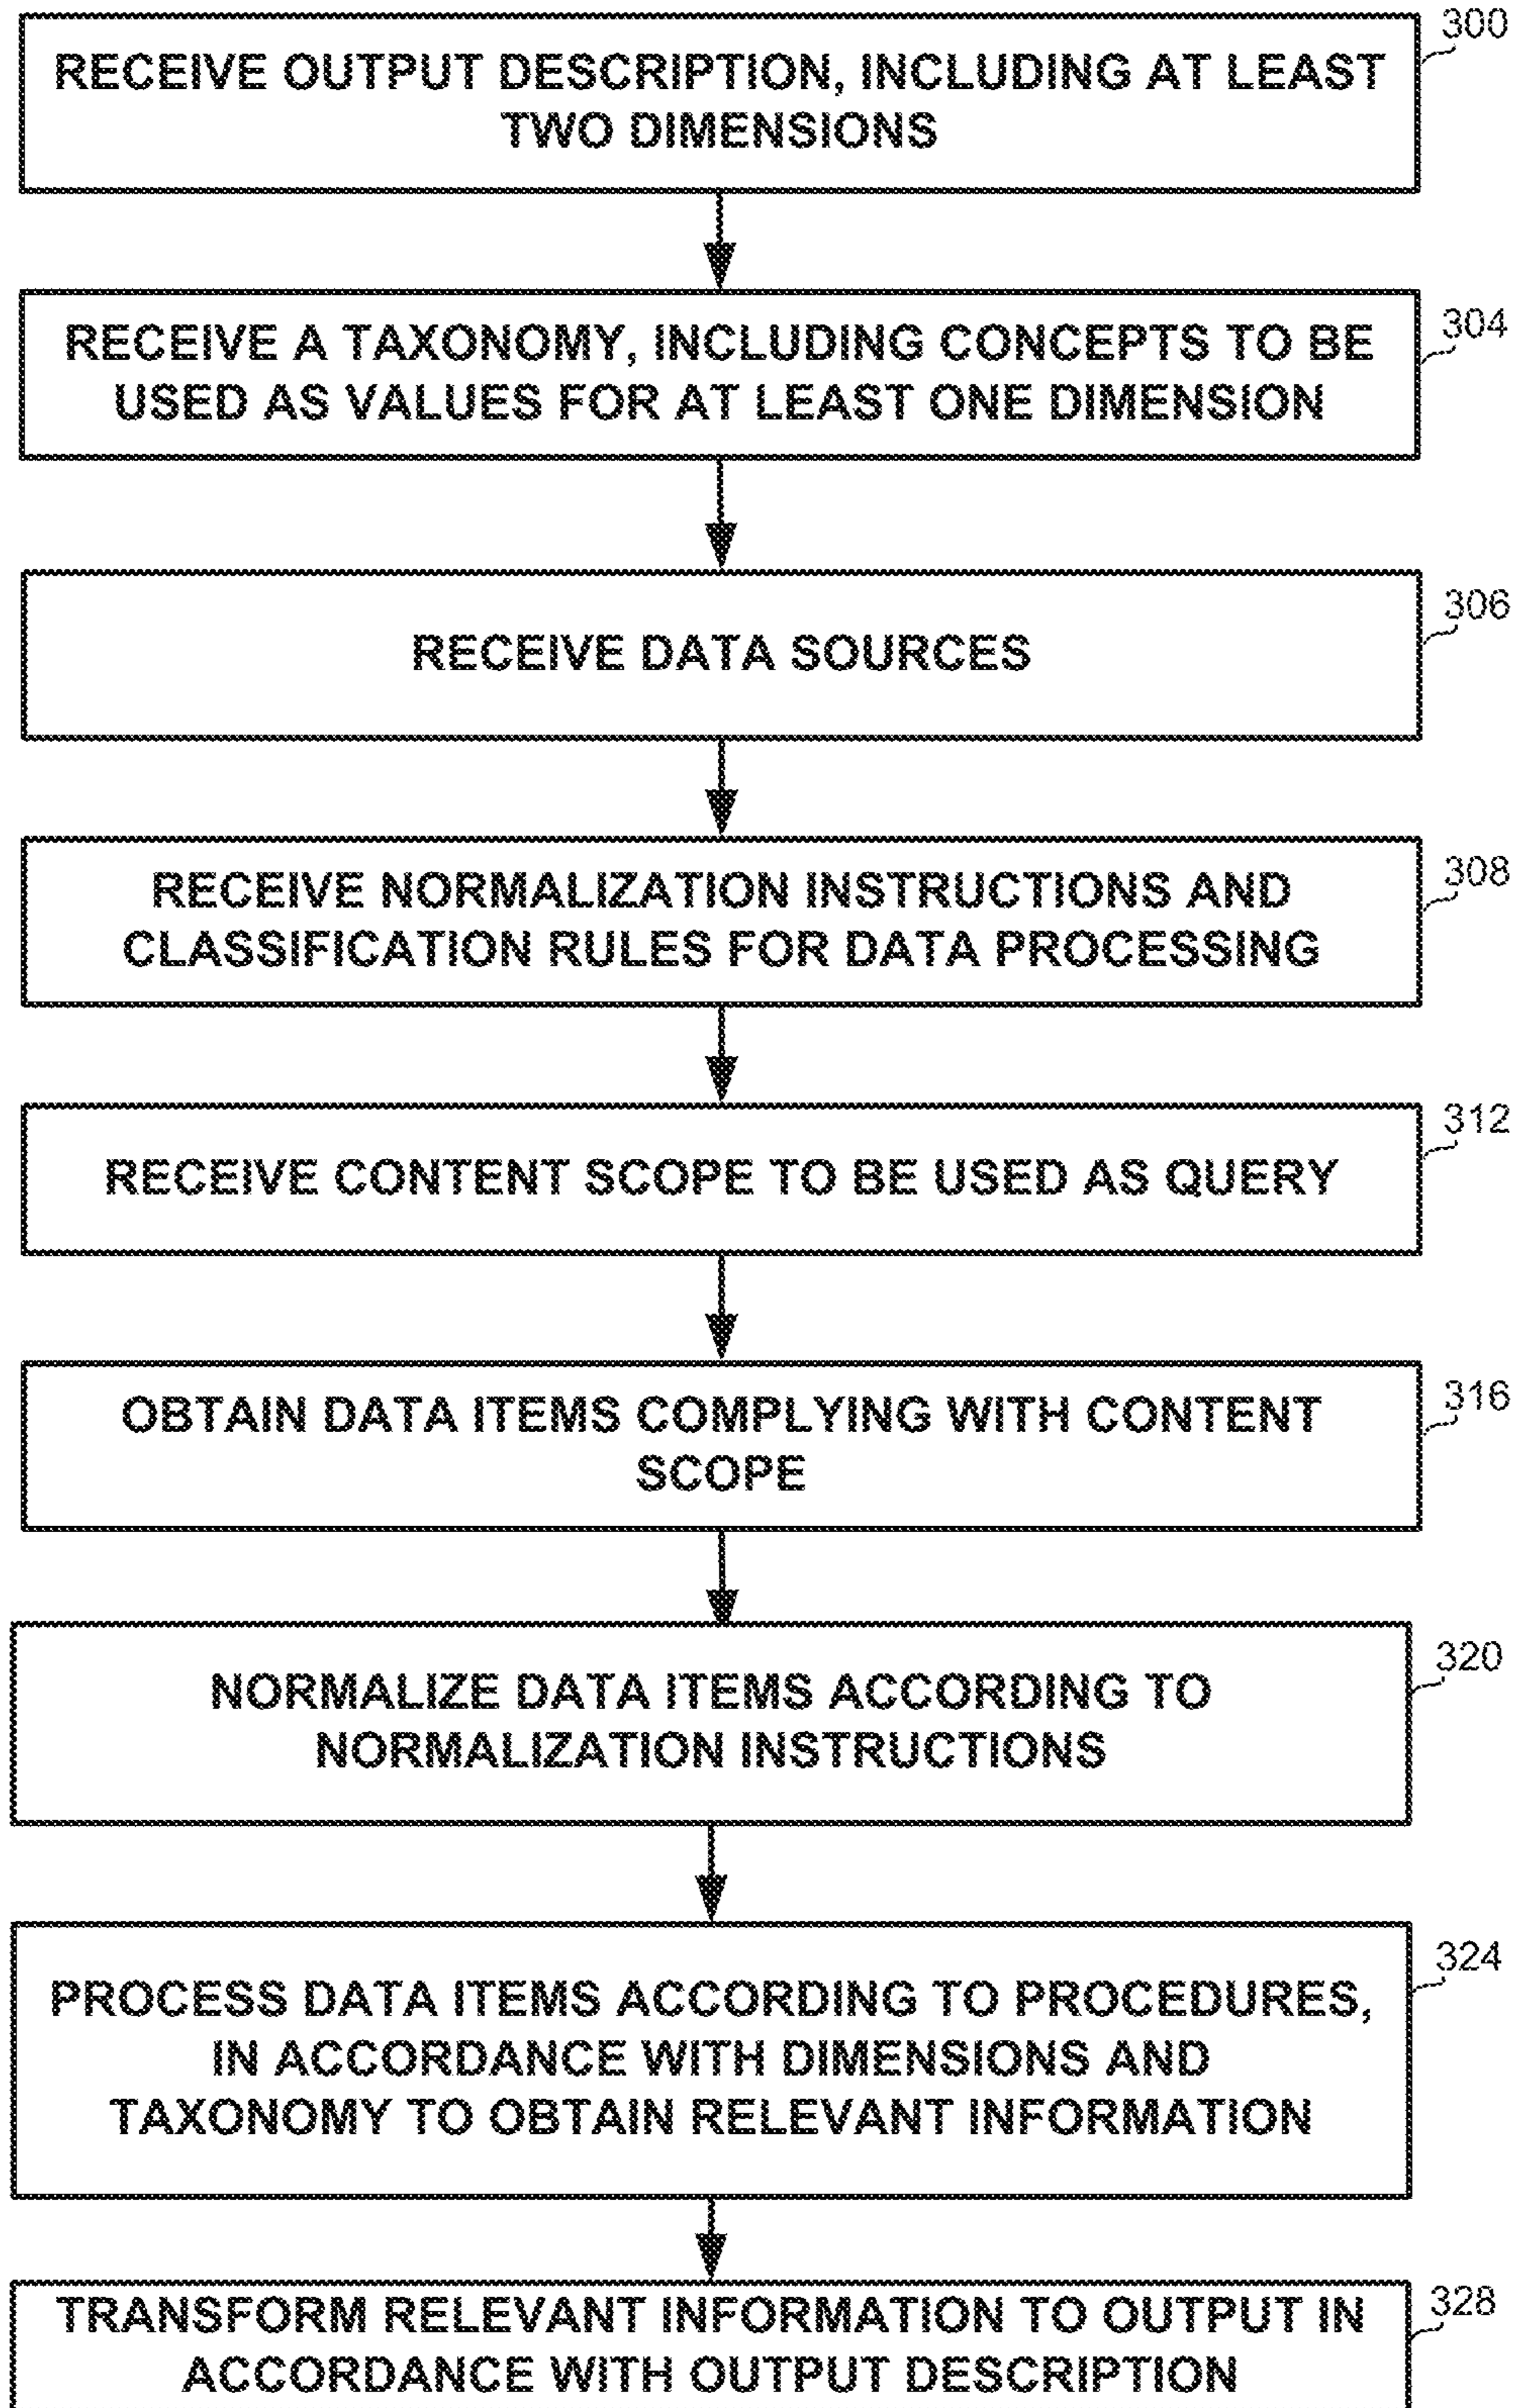 300
RECEIVE OUTPUT DESCRIPTION, INCLUDING AT LEAST
TWO DIMENSIONS
304
RECEIVE A TAXONOMY, INCLUDING CONCEPTS TO BE
USED AS VALUES FOR AT LEAST ONE DIMENSION
306
RECEIVE DATA SOURCES
308
RECEIVE NORMALIZATION INSTRUCTIONS AND
CLASSIFICATION RULES FOR DATA PROCESSING
312
RECEIVE CONTENT SCOPE TO BE USED AS QUERY
316
OBTAIN DATA ITEMS COMPLYING WITH CONTENT
SCOPE
320
NORMALIZE DATA ITEMS ACCORDING TO
NORMALIZATION INSTRUCTIONS
324
PROCESS DATA ITEMS ACCORDING TO PROCEDURES,
IN ACCORDANCE WITH DIMENSIONS AND
TAXONOMY TO OBTAIN RELEVANT INFORMATION
328
TRANSFORM RELEVANT INFORMATION TO OUTPUT IN
ACCORDANCE WITH OUTPUT DESCRIPTION